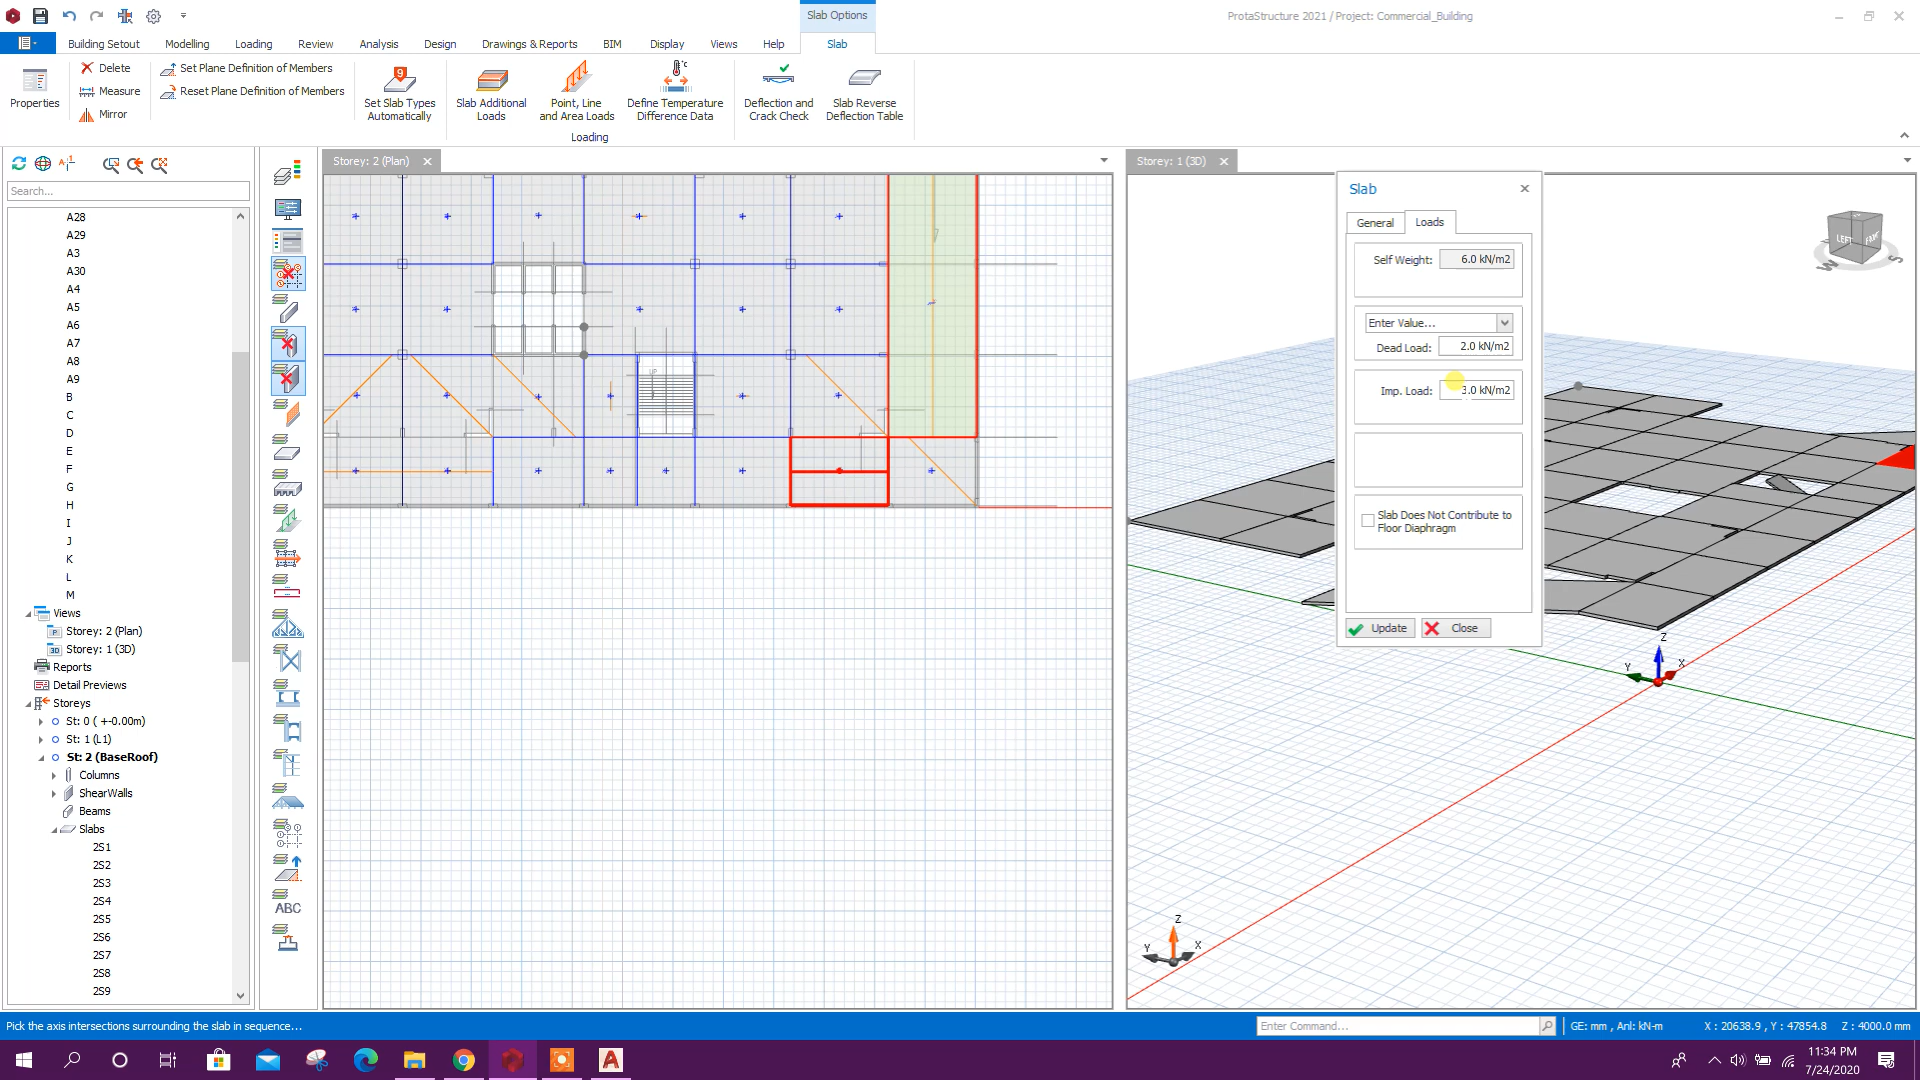 Slab Options
ProtaStructure 2021 / Project: Commercial_Building
Building Setout
Modelling
Loading
Review
Analysis
Design
Drawings & Reports
BIM
Display
Views
Help
Slab
Properties
Delete
Measure
Mirror
Set Plane Definition of Members
Reset Plane Definition of Members
9
Set Slab Types
Automatically
Slab Additional
Loads
Point, Line
and Area Loads
°C
Define Temperature
Difference Data
Deflection and
Crack Check
Slab Reverse
Deflection Table
Loading
Search...
A28
A29
A3
A30
A4
A5
A6
A7
A8
A9
B
C
D
E
F
G
H
I
J
K
L
M
Views
Storey: 2 (Plan)
Storey: 1 (3D)
Reports
Detail Previews
Storeys
St: 0 ( +-0.00m)
St: 1 (L1)
St: 2 (BaseRoof)
Columns
ShearWalls
Beams
Slabs
2S1
2S2
2S3
2S4
2S5
2S6
2S7
2S8
2S9
ABC
Storey: 2 (Plan)
UP
Storey: 1 (3D)
Slab
General
Loads
Self Weight:
6.0 kN/m2
Enter Value...
Dead Load:
2.0 kN/m2
Imp. Load:
3.0 kN/m2
Slab Does Not Contribute to
Floor Diaphragm
Update
Close
LEFT
W
S
Z
Y
X
Z
Y
X
Pick the axis intersections surrounding the slab in sequence...
Enter Command...
GE: mm , Anl: kN-m
X : 20638.9 , Y : 47854.8
Z : 4000.0 mm
11:34 PM
7/24/2020